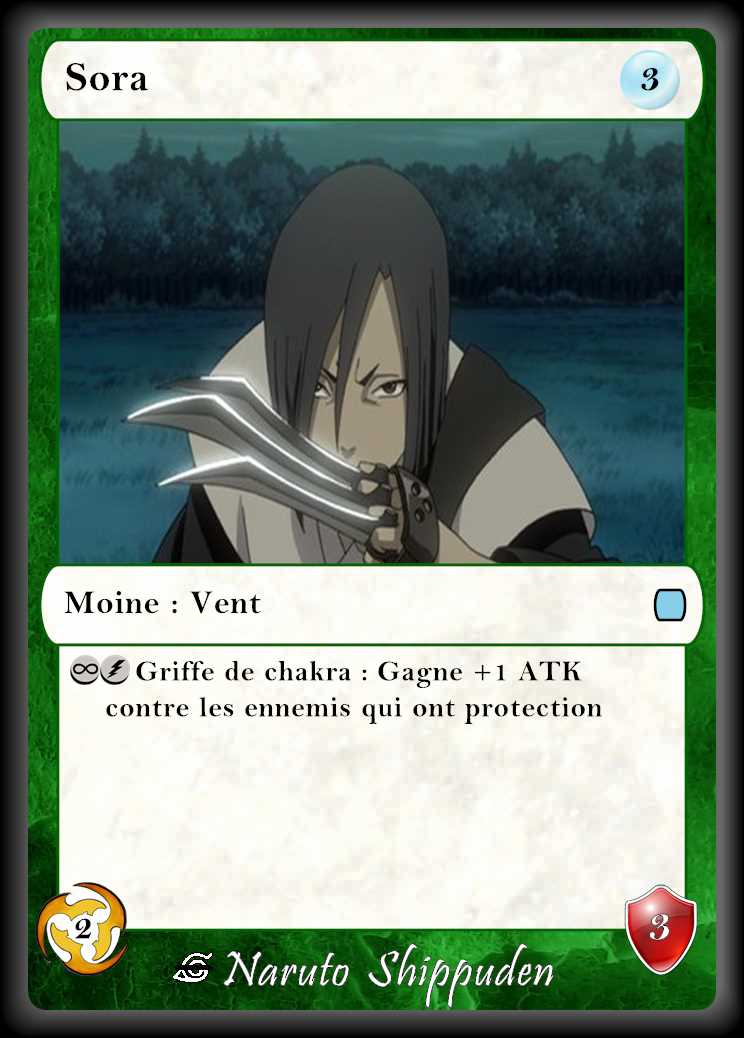 Sora
3
Moine : Vent
Griffe de chakra : Gagne +1 ATK
contre les ennemis qui ont protection
2
3
Naruto Shippuden